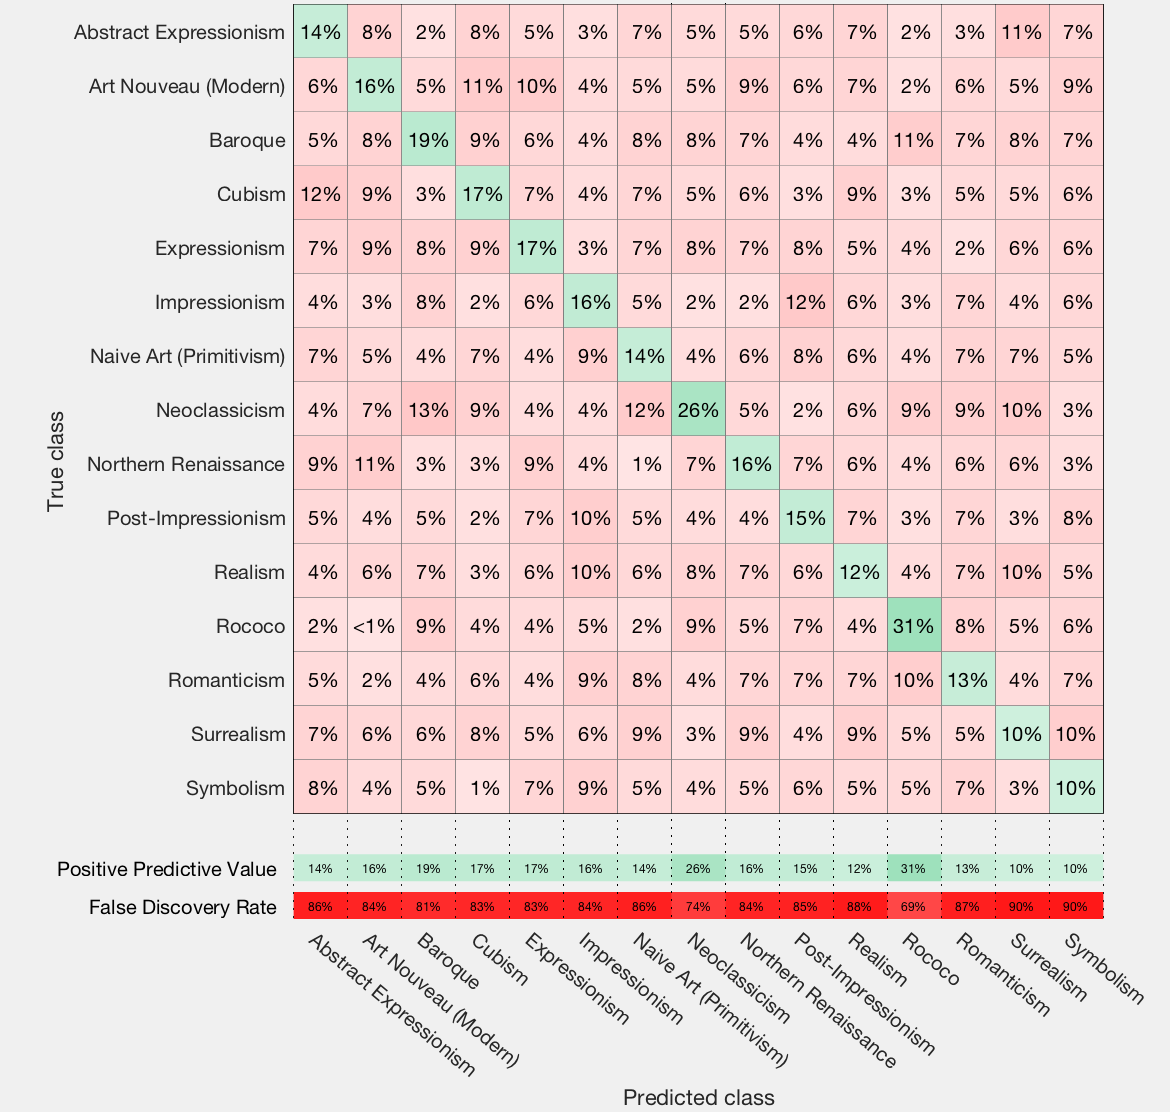 Abstract Expressionism 14% 8% 2% 8% 5% 3% 7% 5% 5% 6% 7% 2% 3% 11% 7%
Art Nouveau (Modern) 6% 16% 5% 11% 10% 4% 5% 5% 9% 6% 7% 2% 6% 5% 9%
Baroque 5% 8% 19% 9% 6% 4% 8% 8% 7% 4% 4% 11% 7% 8% 7%
Cubism 12% 9% 3% 17% 7% 4% 7% 5% 6% 3% 9% 3% 5% 5% 6%
Expressionism 7% 9% 8% 9% 17% 3% 7% 8% 7% 8% 5% 4% 2% 6% 6%
Impressionism 4% 3% 8% 2% 6% 16% 5% 2% 2% 12% 6% 3% 7% 4% 6%
Naive Art (Primitivism) 7% 5% 4% 7% 4% 9% 14% 4% 6% 8% 6% 4% 7% 7% 5%
Neoclassicism 4% 7% 13% 9% 4% 4% 12% 26% 5% 2% 6% 9% 9% 10% 3%
Northern Renaissance 9% 11% 3% 3% 9% 4% 1% 7% 16% 7% 6% 4% 6% 6% 3%
Post-Impressionism 5% 4% 5% 2% 7% 10% 5% 4% 4% 15% 7% 3% 7% 3% 8%
Realism 4% 6% 7% 3% 6% 10% 6% 8% 7% 6% 12% 4% 7% 10% 5%
Rococo 2% <1% 9% 4% 4% 5% 2% 9% 5% 7% 4% 31% 8% 5% 6%
Romanticism 5% 2% 4% 6% 4% 9% 8% 4% 7% 7% 7% 10% 13% 4% 7%
Surrealism 7% 6% 6% 8% 5% 6% 9% 3% 9% 4% 9% 5% 5% 10% 10%
Symbolism 8% 4% 5% 1% 7% 9% 5% 4% 5% 6% 5% 5% 7% 3% 10%
True class
Positive Predictive Value 14% 16% 19% 17% 17% 16% 14% 26% 16% 15% 12% 31% 13% 10% 10%
False Discovery Rate 86% 84% 81% 83% 83% 84% 86% 74% 84% 85% 88% 69% 87% 90% 90%
Abstract Expressionism
Art Nouveau (Modern)
Baroque
Cubism
Expressionism
Impressionism
Naive Art (Primitivism)
Neoclassicism
Northern Renaissance
Post-Impressionism
Realism
Rococo
Romanticism
Surrealism
Symbolism
Predicted class